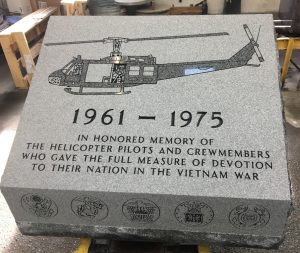 1961 — 1975
IN HONORED MEMORY OF
THE HELICOPTER PILOTS AND CREWMEMBERS
WHO GAVE THE FULL MEASURE OF DEVOTION
TO THEIR NATION IN THE VIETNAM WAR